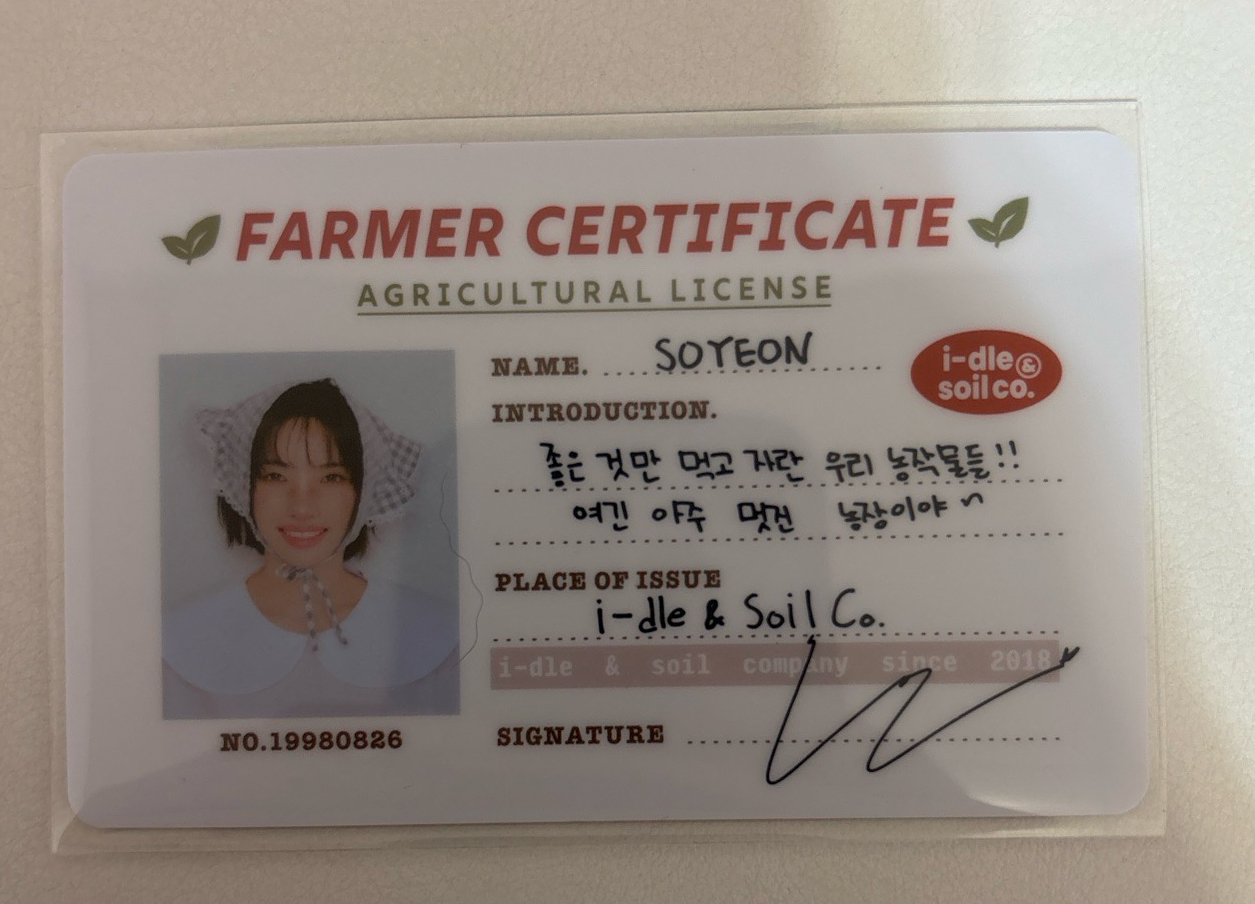 FARMER CERTIFICATE
AGRICULTURAL LICENSE
NAME. SOYEON
i-dle &
soil co.
INTRODUCTION.
좋은 것만 먹고 자란 우리 농작물들!!
여긴 아주 멋진 농장이야~
PLACE OF ISSUE
i-dle & Soil Co.
i-dle & soil company since 2018
NO.19980826
SIGNATURE